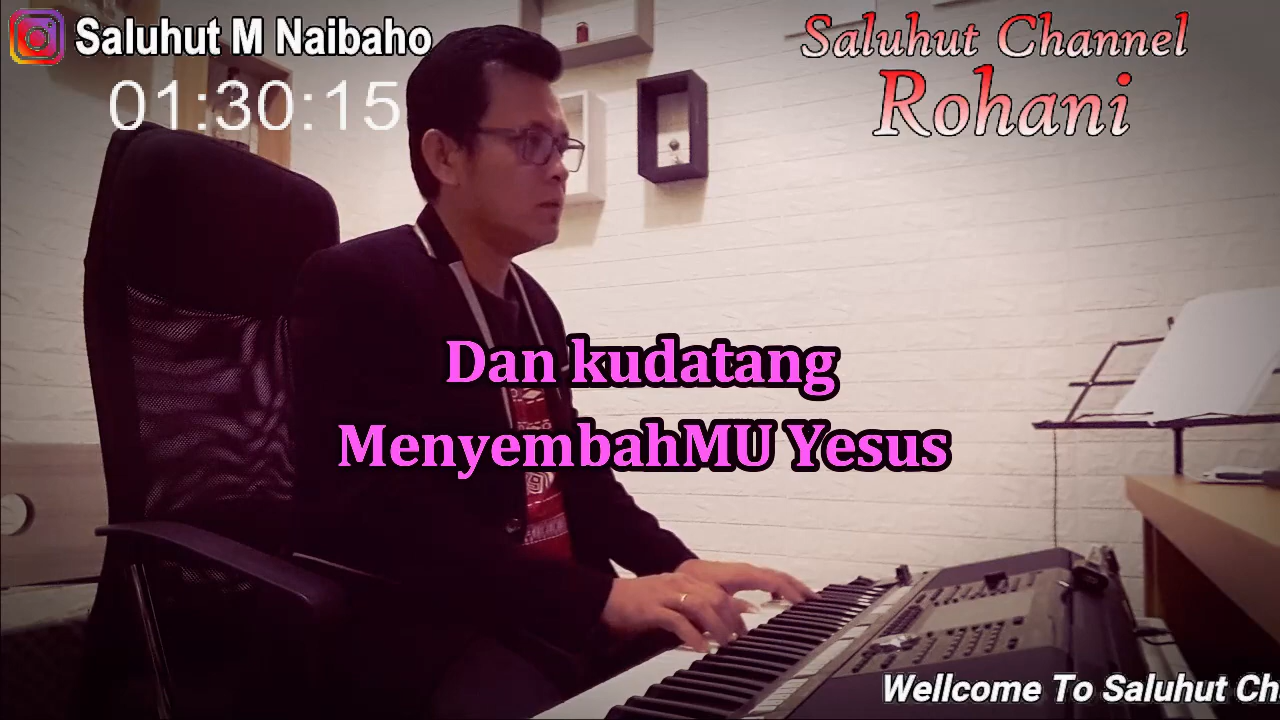 Saluhut M Naibaho
01:30:15
Saluhut Channel
Rohani
Dan kudatang
MenyembahMU Yesus
Wellcome To Saluhut Ch